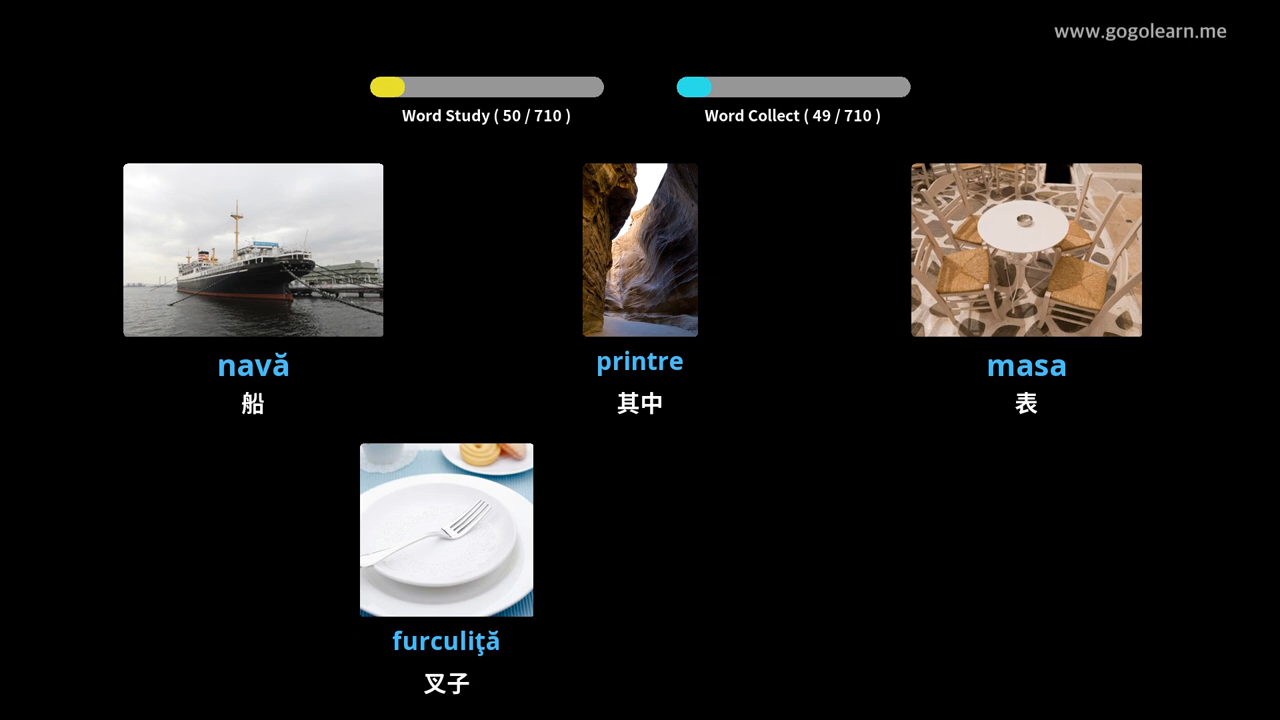 www.gogolearn.me
Word Study ( 50 / 710 )
Word Collect ( 49 / 710 )
navă
船
printre
其中
masa
表
furculiţă
叉子